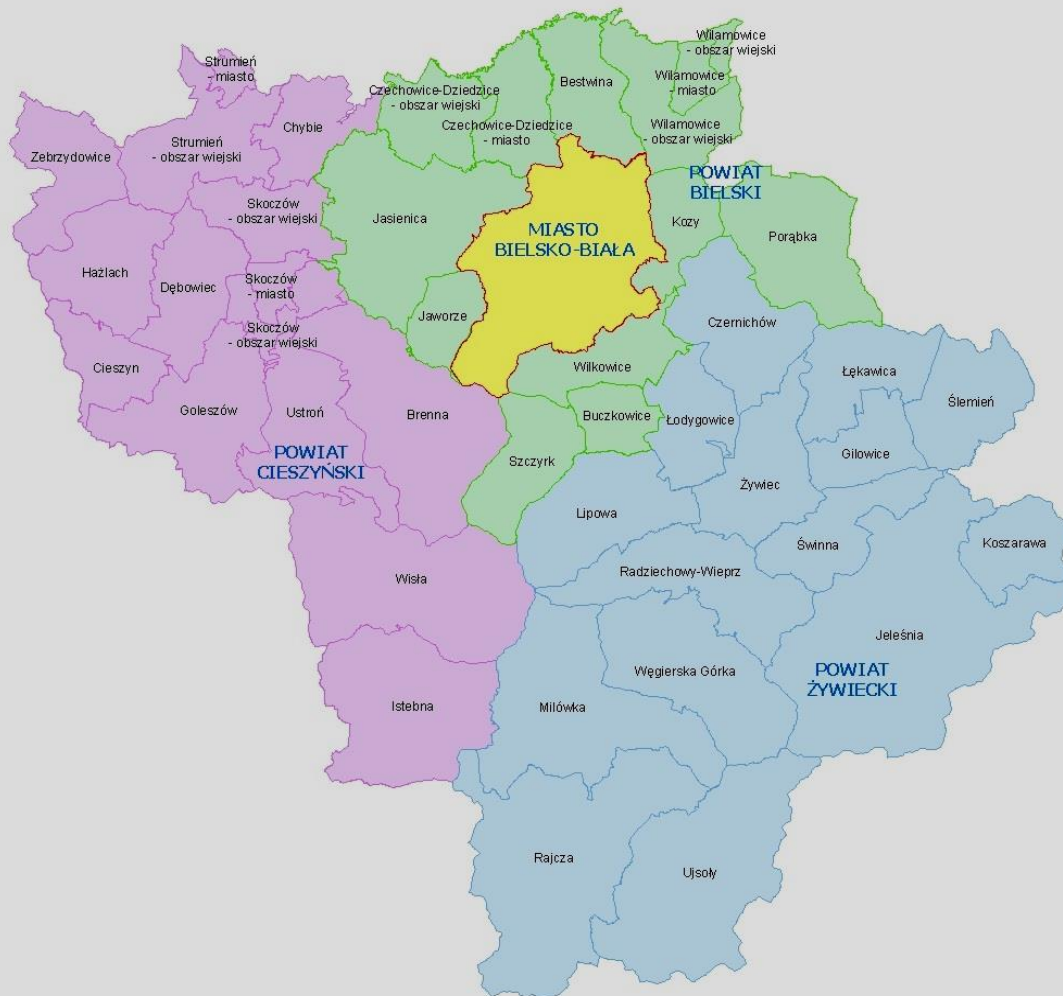 Wilamowice
- obszar wiejski
Strumień
- miasto
Bestwina
Wilamowice
- miasto
Czechowice-Dziedzice
- obszar wiejski
Chybie
Czechowice-Dziedzice
- miasto
Wilamowice
- obszar wiejski
Strumień
- obszar wiejski
Zebrzydowice
POWIAT
BIELSKI
Jasienica
Skoczów
- obszar wiejski
Kozy
MIASTO
BIELSKO-BIAŁA
Porąbka
Hażlach
Dębowiec
Skoczów
- miasto
Jaworze
Czernichów
Skoczów
- obszar wiejski
Cieszyn
Wilkowice
Łękawica
Ślemień
Goleszów
Ustroń
Brenna
Buczkowice
Łodygowice
POWIAT
CIESZYŃSKI
Szczyrk
Gilowice
Żywiec
Lipowa
Świnna
Koszarawa
Radziechowy-Wieprz
Wisła
Jeleśnia
Węgierska Górka
POWIAT
ŻYWIECKI
Istebna
Milówka
Rajcza
Ujsoły